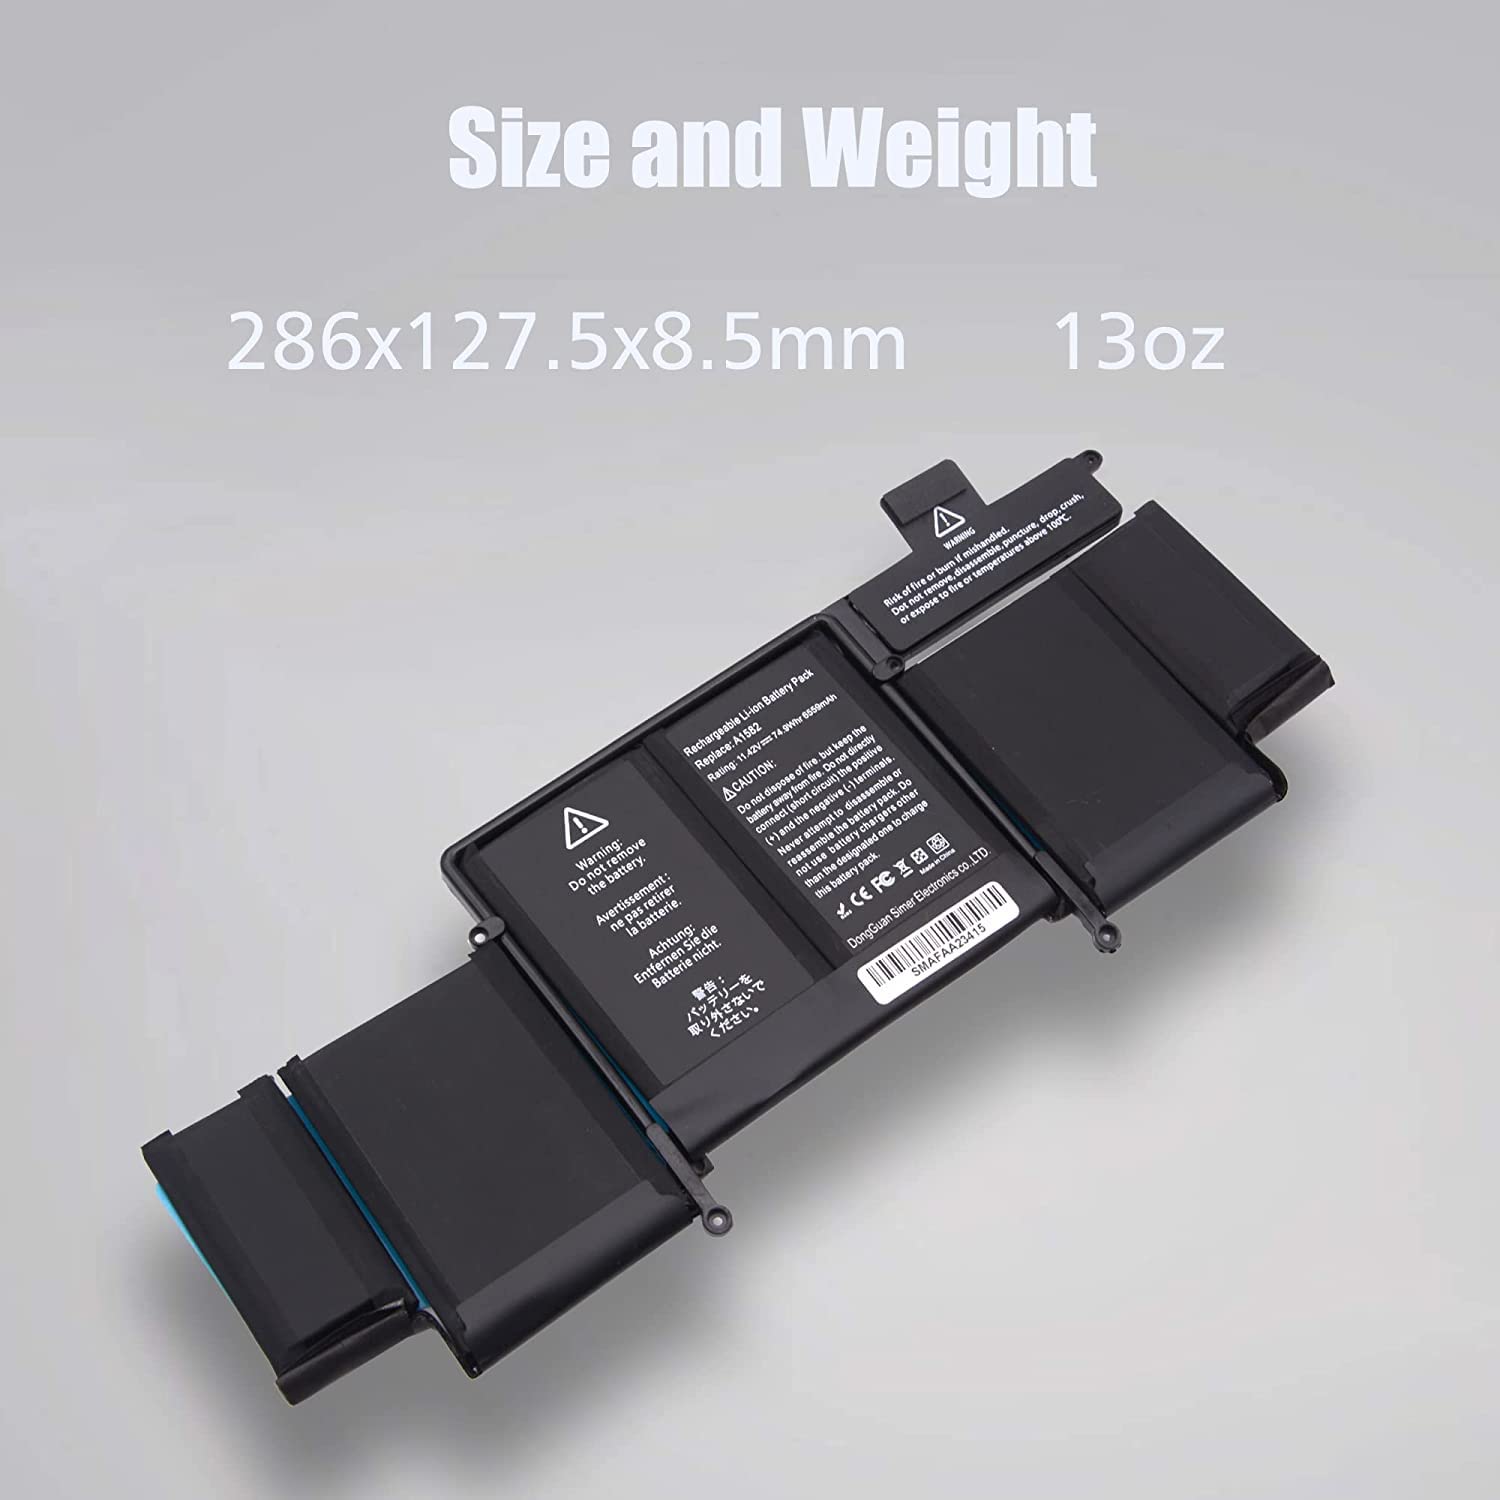 Size and Weight
286x127.5x8.5mm 13oz
WARNING
Risk of fire or burn if mishandled.
Dot not remove, disassemble, puncture, drop, crush,
or expose to fire or temperatures above 100℃.
Rechargeable Li-ion Battery Pack
Replace: A1582
Rating: 11.42V⎓74.9Whr 6559mAh
CAUTION:
Do not dispose of fire, but keep the
battery away from fire. Do not directly
connect (short circuit) the positive
(+) and the negative (-) terminals.
Never attempt to disassemble or
reassemble the battery pack. Do
not use battery chargers other
than the designated one to charge
this battery pack.
RoHS CE FC
Made in China
DongGuan Simer Electronics co.,LTD.
SMAFAA23415
Warning:
Do not remove
the battery.
Avertissement :
ne pas retirer
la batterie.
Achtung:
Entfernen Sie die
Batterie nicht.
警告：
バッテリーを
取り外さないで
ください。